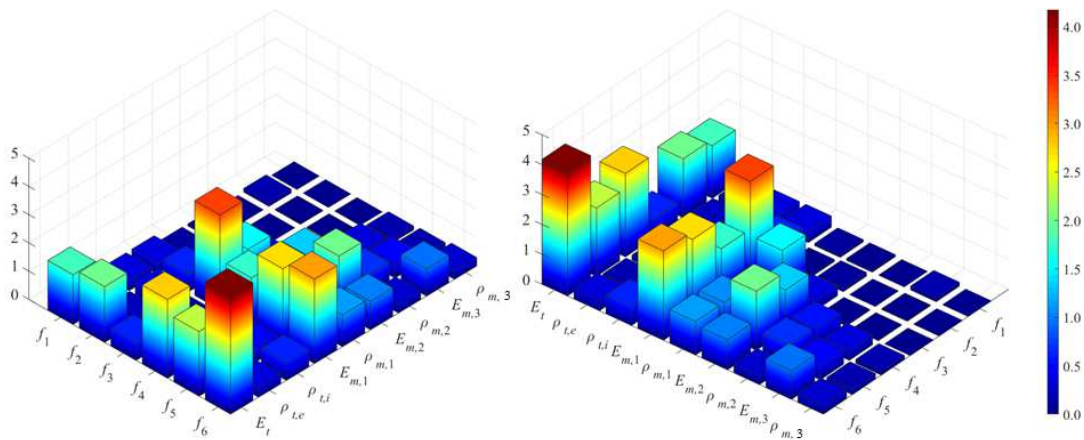 5
4
3
2
1
0
f1
f2
f3
f4
f5
f6
Et
ρt,e
ρt,i
Em,1
ρm,1
Em,2
ρm,2
Em,3
ρm, 3
5
4
3
2
1
0
Et
ρt,e
ρt,i
Em,1
ρm,1
Em,2
ρm,2
Em,3
ρm, 3
f6
f5
f4
f3
f2
f1
4.0
3.5
3.0
2.5
2.0
1.5
1.0
0.5
0.0